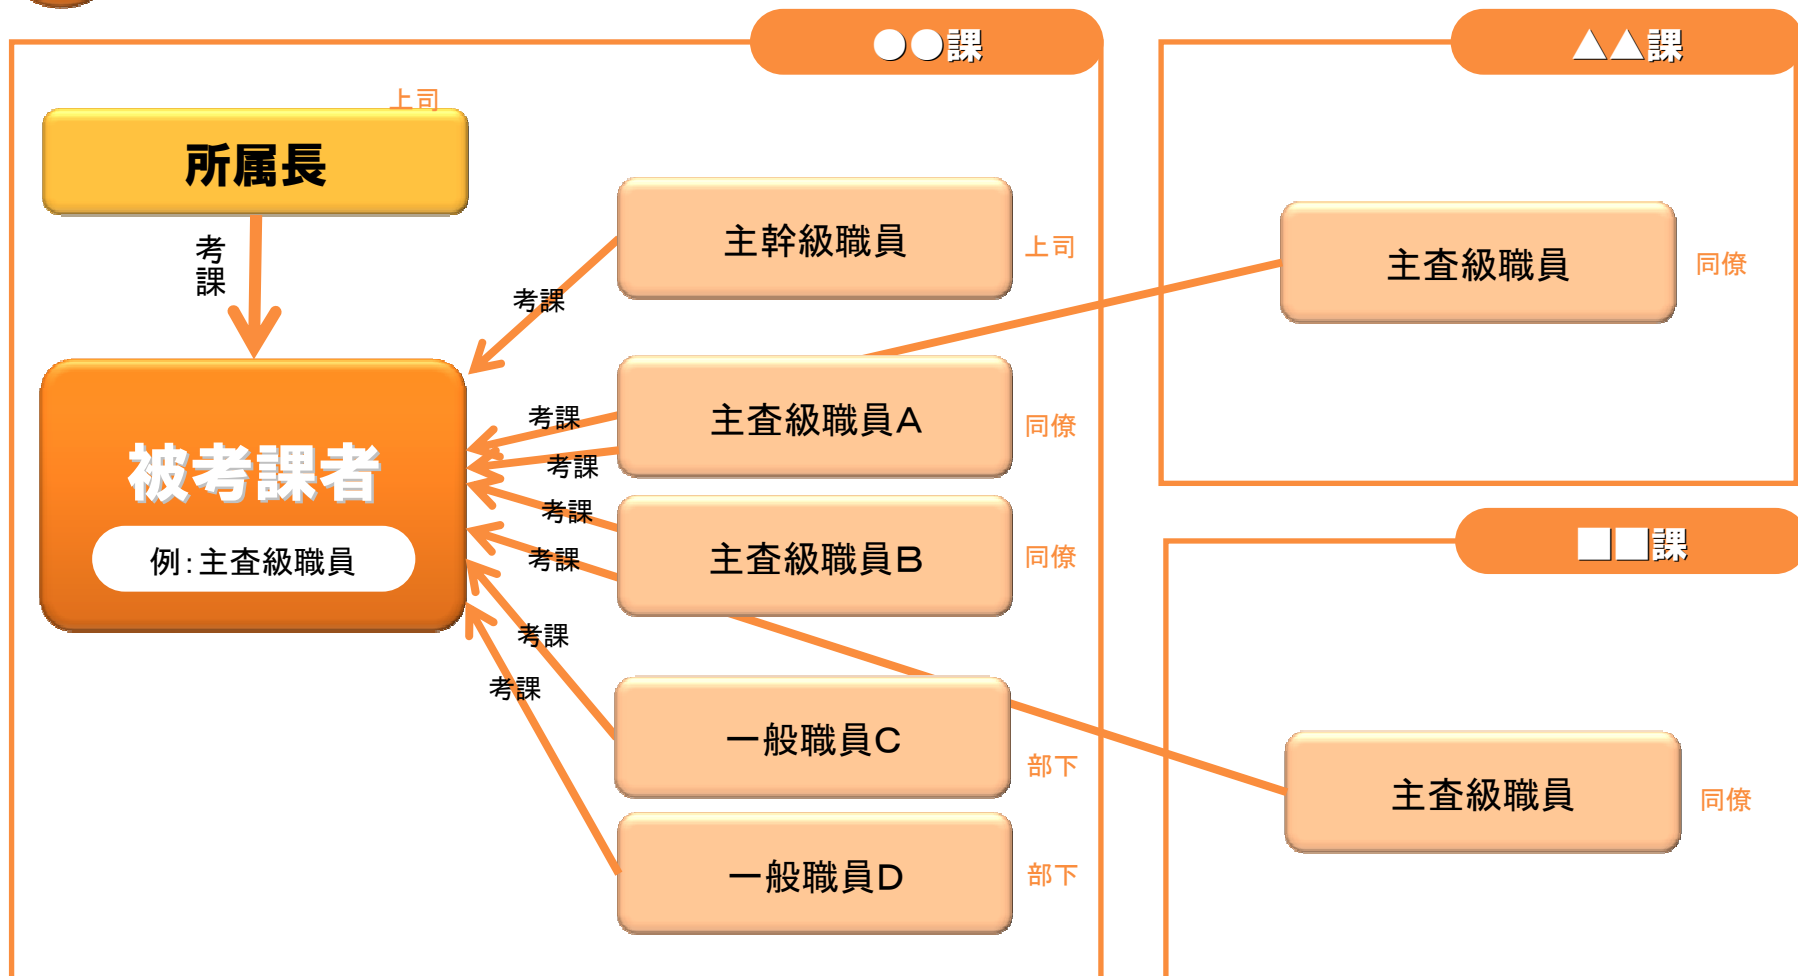 ●●課
上司
所属長
考課
被考課者
例：主査級職員
主幹級職員
上司
考課
主査級職員A
同僚
考課
考課
主査級職員B
同僚
考課
考課
一般職員C
部下
考課
一般職員D
部下
考課
▲▲課
主査級職員
同僚
■■課
主査級職員
同僚